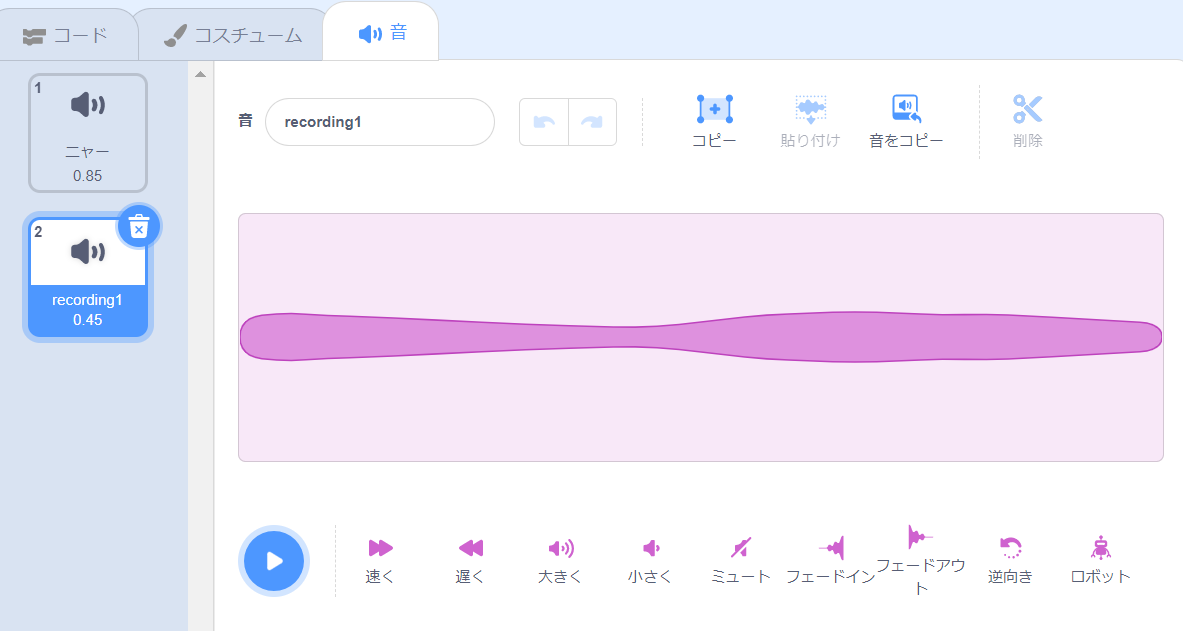 コード
コスチューム
音
1
ニャー
0.85
2
recording1
0.45
音
recording1
コピー
貼り付け
音をコピー
削除
速く
遅く
大きく
小さく
ミュート
フェードイン
フェードアウ
ト
逆向き
ロボット